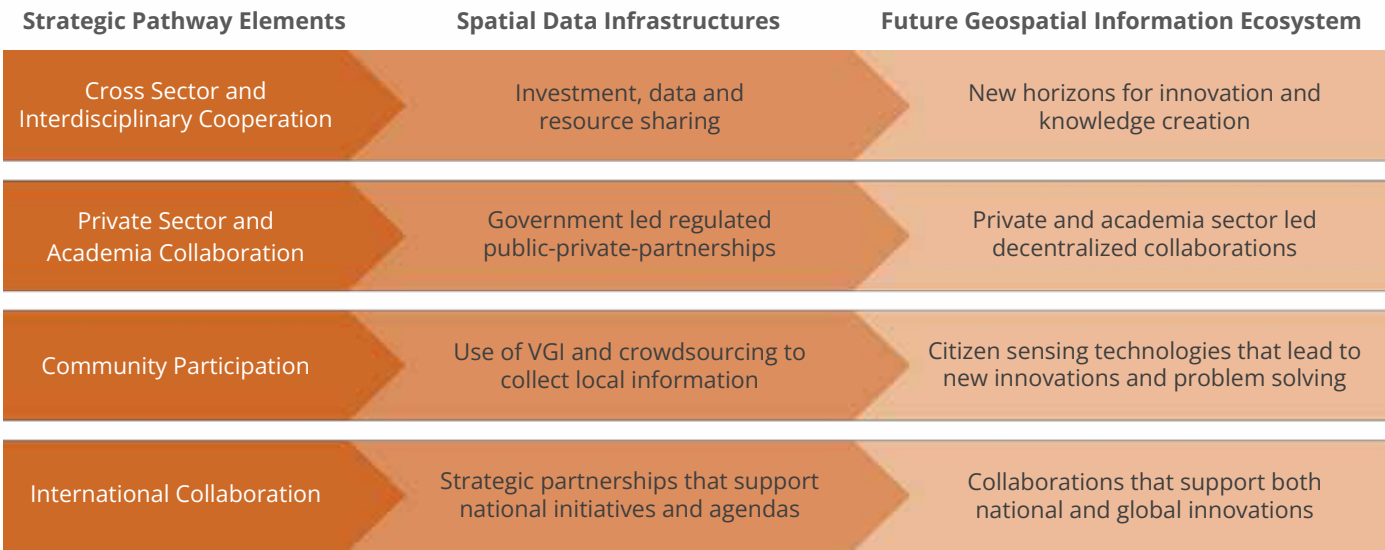 Strategic Pathway Elements
Spatial Data Infrastructures
Future Geospatial Information Ecosystem
Cross Sector and
Interdisciplinary Cooperation
Investment, data and
resource sharing
New horizons for innovation and
knowledge creation
Private Sector and
Academia Collaboration
Government led regulated
public-private-partnerships
Private and academia sector led
decentralized collaborations
Community Participation
Use of VGI and crowdsourcing to
collect local information
Citizen sensing technologies that lead to
new innovations and problem solving
International Collaboration
Strategic partnerships that support
national initiatives and agendas
Collaborations that support both
national and global innovations